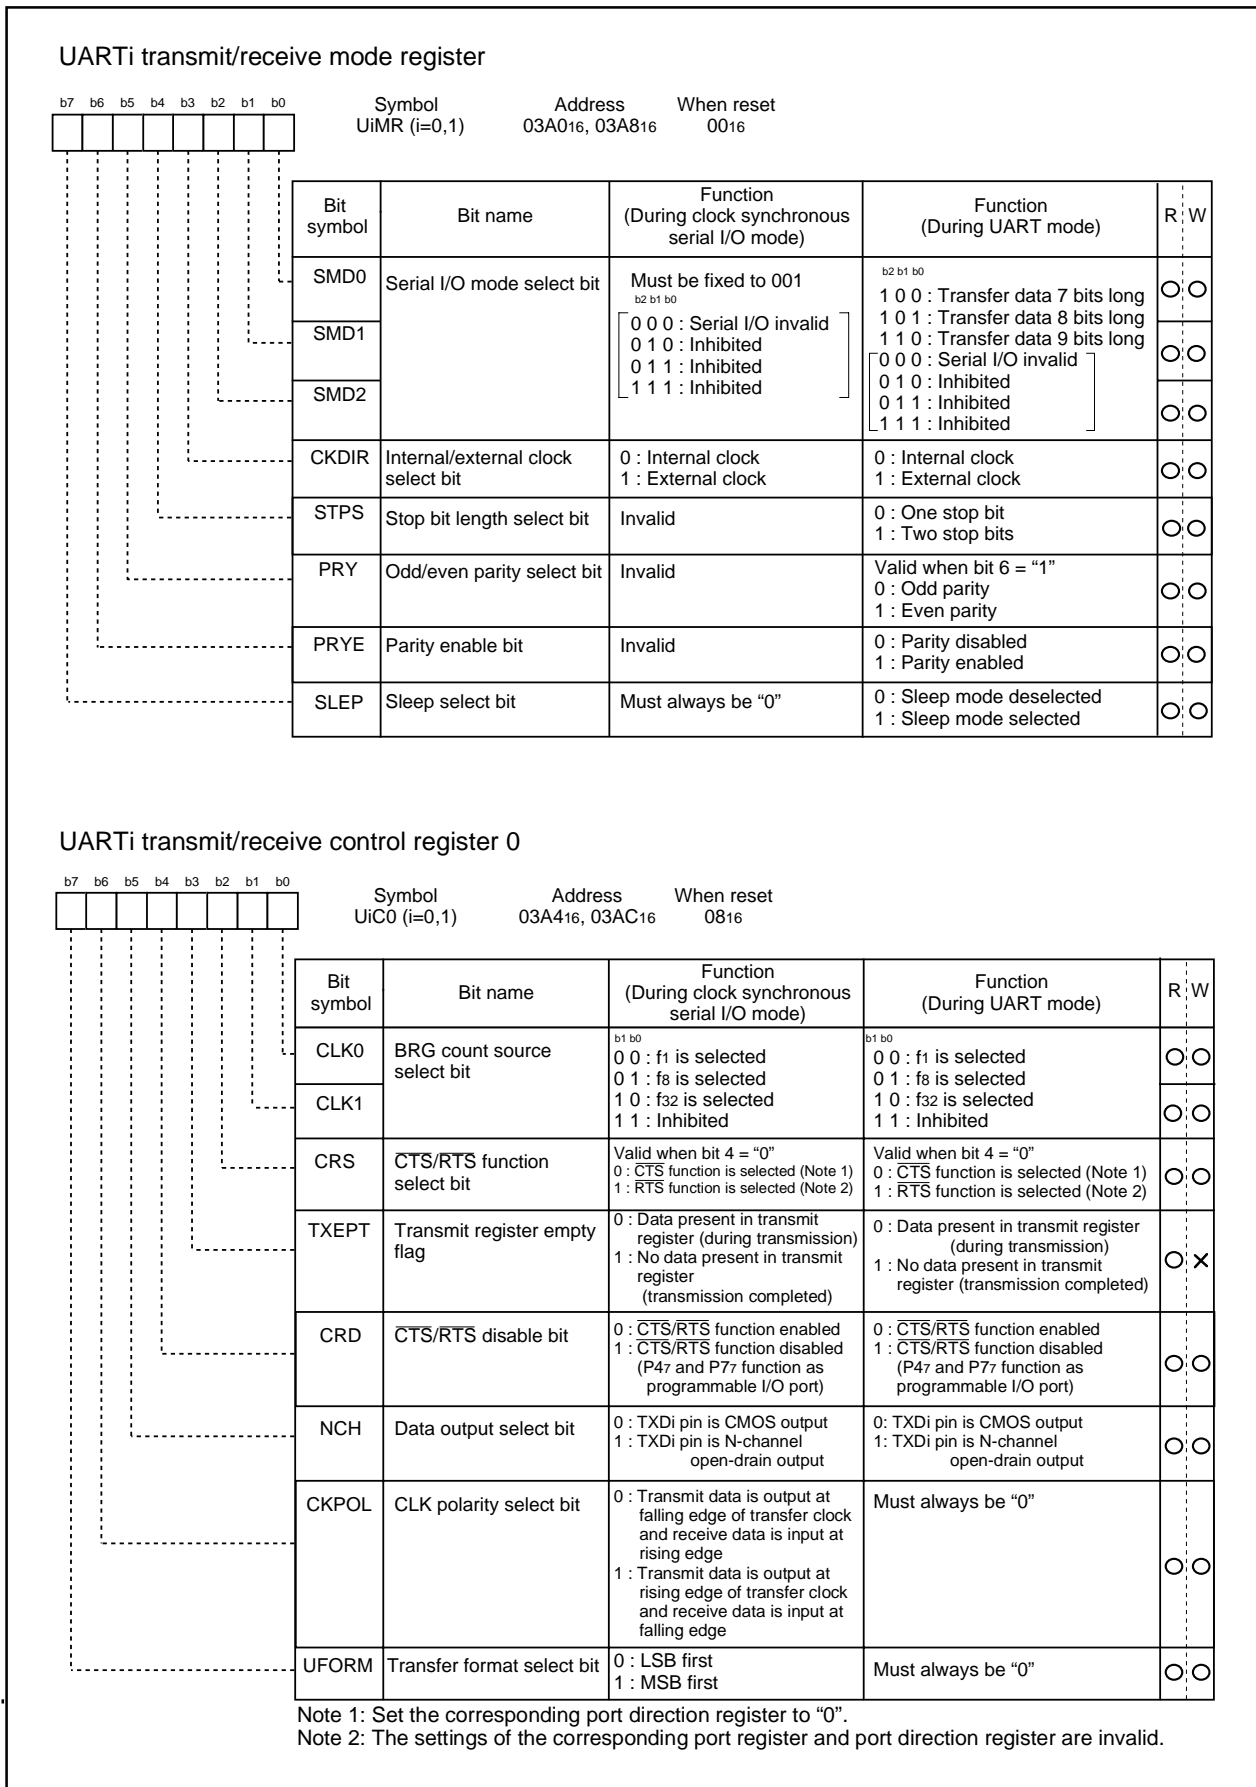 UARTi transmit/receive mode register
b7 b6 b5 b4 b3 b2 b1 b0
Symbol Address When reset
UiMR (i=0,1) 03A016, 03A816 0016
Bit symbol
Bit name
Function
(During clock synchronous
serial I/O mode)
Function
(During UART mode)
R W
SMD0
SMD1
SMD2
Serial I/O mode select bit
Must be fixed to 001
b2 b1 b0
0 0 0 : Serial I/O invalid
0 1 0 : Inhibited
0 1 1 : Inhibited
1 1 1 : Inhibited
b2 b1 b0
1 0 0 : Transfer data 7 bits long
1 0 1 : Transfer data 8 bits long
1 1 0 : Transfer data 9 bits long
0 0 0 : Serial I/O invalid
0 1 0 : Inhibited
0 1 1 : Inhibited
1 1 1 : Inhibited
CKDIR
Internal/external clock
select bit
0 : Internal clock
1 : External clock
0 : Internal clock
1 : External clock
STPS
Stop bit length select bit
Invalid
0 : One stop bit
1 : Two stop bits
PRY
Odd/even parity select bit
Invalid
Valid when bit 6 = “1”
0 : Odd parity
1 : Even parity
PRYE
Parity enable bit
Invalid
0 : Parity disabled
1 : Parity enabled
SLEP
Sleep select bit
Must always be “0”
0 : Sleep mode deselected
1 : Sleep mode selected
UARTi transmit/receive control register 0
b7 b6 b5 b4 b3 b2 b1 b0
Symbol Address When reset
UiC0 (i=0,1) 03A416, 03AC16 0816
Bit symbol
Bit name
Function
(During clock synchronous
serial I/O mode)
Function
(During UART mode)
R W
CLK0
CLK1
BRG count source
select bit
b1 b0
0 0 : f1 is selected
0 1 : f8 is selected
1 0 : f32 is selected
1 1 : Inhibited
b1 b0
0 0 : f1 is selected
0 1 : f8 is selected
1 0 : f32 is selected
1 1 : Inhibited
CRS
CTS/RTS function
select bit
Valid when bit 4 = “0”
0 : CTS function is selected (Note 1)
1 : RTS function is selected (Note 2)
Valid when bit 4 = “0”
0 : CTS function is selected (Note 1)
1 : RTS function is selected (Note 2)
TXEPT
Transmit register empty
flag
0 : Data present in transmit
register (during transmission)
1 : No data present in transmit
register
(transmission completed)
0 : Data present in transmit register
(during transmission)
1 : No data present in transmit
register (transmission completed)
CRD
CTS/RTS disable bit
0 : CTS/RTS function enabled
1 : CTS/RTS function disabled
(P47 and P77 function as
programmable I/O port)
0 : CTS/RTS function enabled
1 : CTS/RTS function disabled
(P47 and P77 function as
programmable I/O port)
NCH
Data output select bit
0 : TXDi pin is CMOS output
1 : TXDi pin is N-channel
open-drain output
0: TXDi pin is CMOS output
1: TXDi pin is N-channel
open-drain output
CKPOL
CLK polarity select bit
0 : Transmit data is output at
falling edge of transfer clock
and receive data is input at
rising edge
1 : Transmit data is output at
rising edge of transfer clock
and receive data is input at
falling edge
Must always be “0”
UFORM
Transfer format select bit
0 : LSB first
1 : MSB first
Must always be “0”
Note 1: Set the corresponding port direction register to “0”.
Note 2: The settings of the corresponding port register and port direction register are invalid.